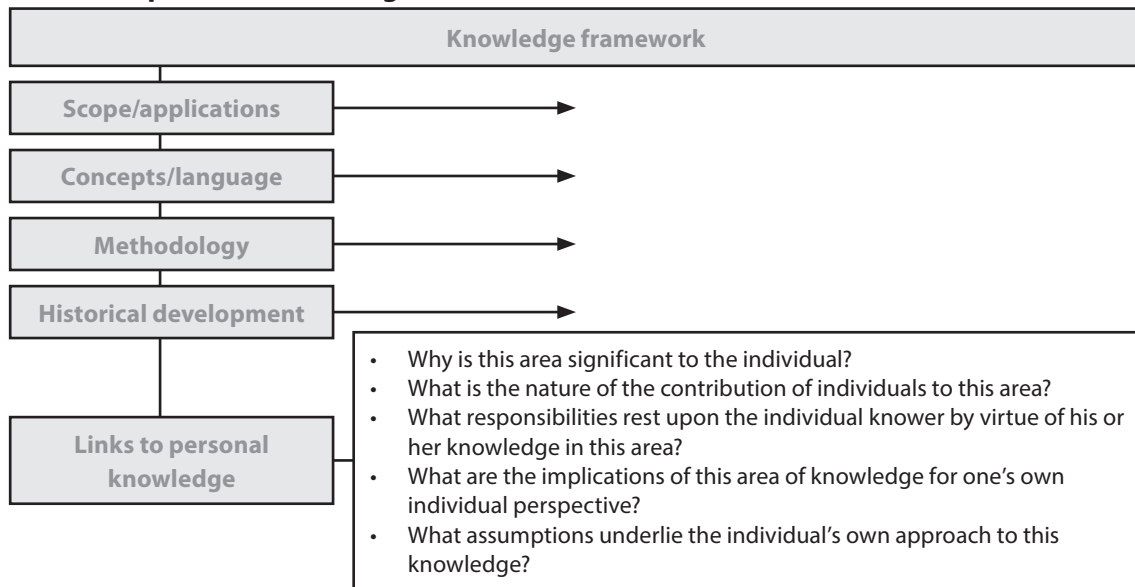 Knowledge framework
Scope/applications
Concepts/language
Methodology
Historical development
Links to personal
knowledge
• Why is this area significant to the individual?
• What is the nature of the contribution of individuals to this area?
• What responsibilities rest upon the individual knower by virtue of his or
her knowledge in this area?
• What are the implications of this area of knowledge for one's own
individual perspective?
• What assumptions underlie the individual's own approach to this
knowledge?